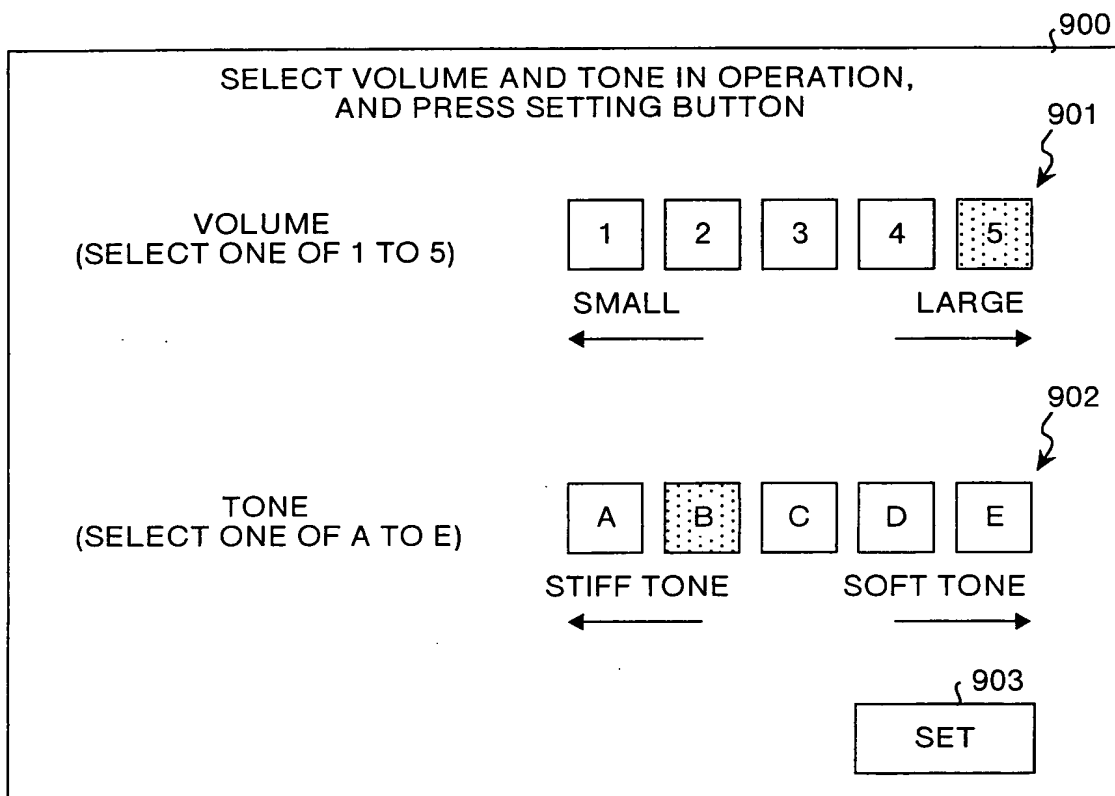 900
SELECT VOLUME AND TONE IN OPERATION,
AND PRESS SETTING BUTTON
901
VOLUME
(SELECT ONE OF 1 TO 5)
1 2 3 4 5
SMALL LARGE
902
TONE
(SELECT ONE OF A TO E)
A B C D E
STIFF TONE SOFT TONE
903
SET